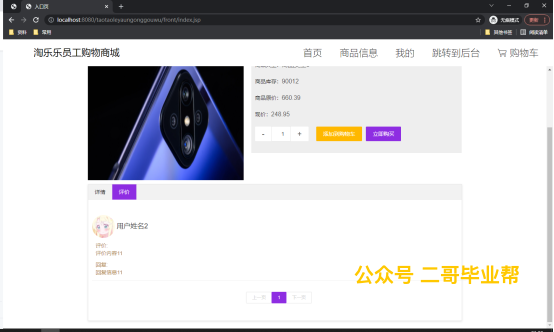 入口页
localhost:8080/taotaoleyuangonggouwu/front/index.jsp
无痕模式
更新
资料
常用
其他书签
阅读清单
淘乐乐员工购物商城
首页
商品信息
我的
跳转到后台
购物车
商品库存：90012
商品原价：660.39
现价：248.95
-
1
+
添加到购物车
立即购买
详情
评价
用户姓名2
评价:
评价内容11
回复:
回复内容11
公众号 二哥毕业帮
上一页
1
下一页